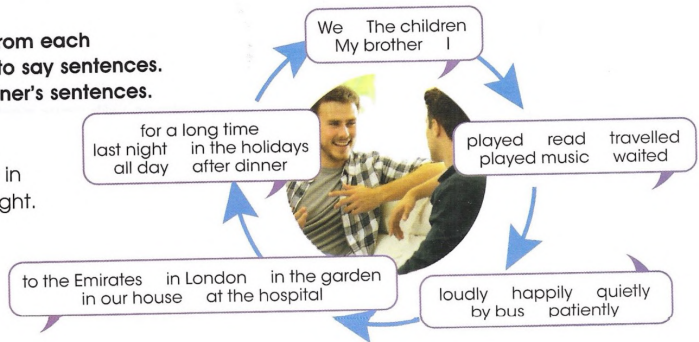 rom each
to say sentences.
ner's sentences.
in
ght.
We The children
My brother I
played read travelled
played music waited
loudly happily quietly
by bus patiently
to the Emirates in London in the garden
in our house at the hospital
for a long time
last night in the holidays
all day after dinner